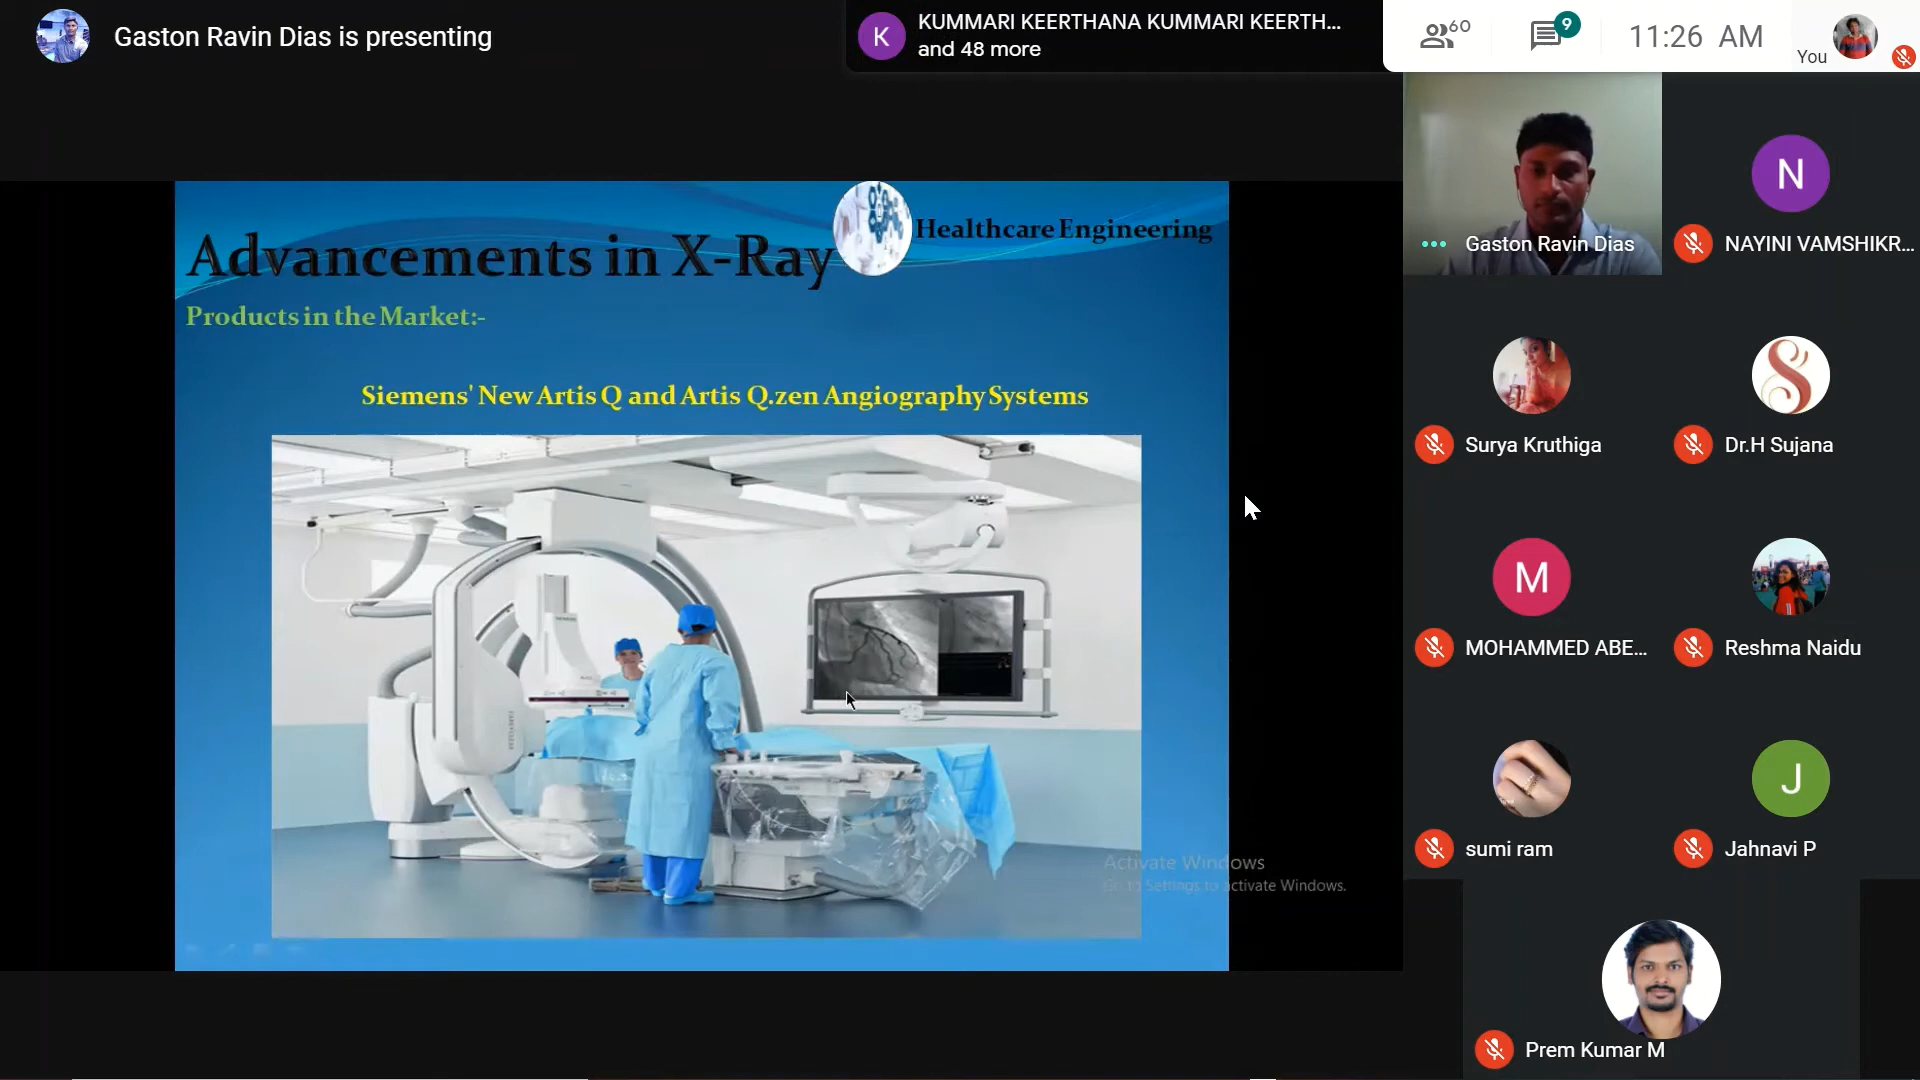 Gaston Ravin Dias is presenting
K
KUMMARI KEERTHANA KUMMARI KEERTH...
and 48 more
60
9
11:26 AM
You
Healthcare Engineering
Advancements in X-Ray
Products in the Market:-
Siemens' New Artis Q and Artis Q.zen Angiography Systems
Activate Windows
Go to Settings to activate Windows.
Gaston Ravin Dias
N
NAYINI VAMSHIKR...
Surya Kruthiga
S
Dr.H Sujana
M
MOHAMMED ABE...
Reshma Naidu
sumi ram
J
Jahnavi P
Prem Kumar M